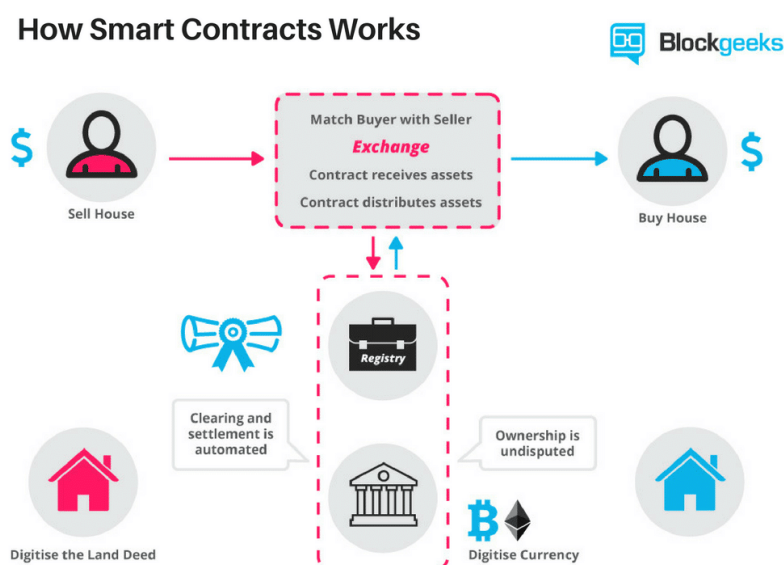 How Smart Contracts Works
Blockgeeks
Match Buyer with Seller
Exchange
Contract receives assets
Contract distributes assets
$
$
Sell House
Buy House
Registry
Clearing and
settlement is
automated
Ownership is
undisputed
Digitise the Land Deed
Digitise Currency